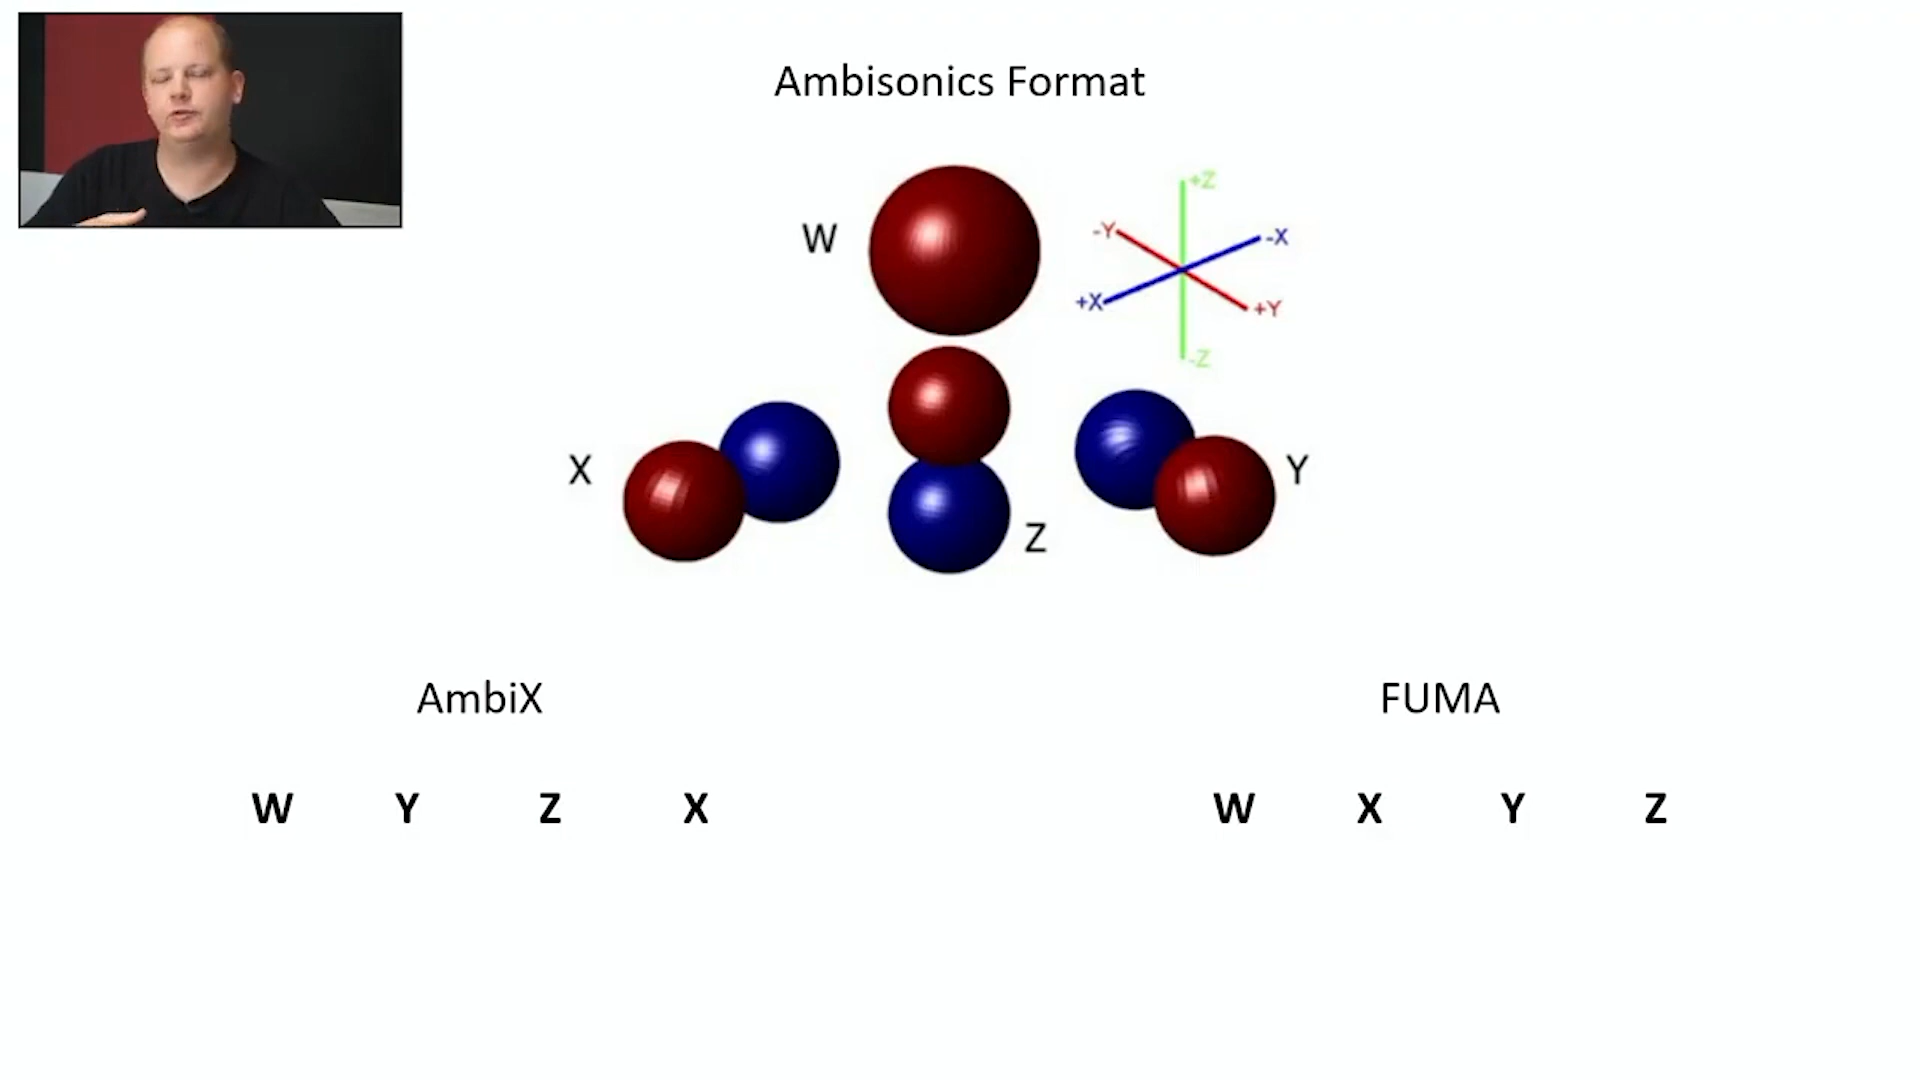 Ambisonics Format
W
+Z
-Y
-X
+X
+Y
-Z
X
Y
Z
AmbiX
FUMA
W Y Z X
W X Y Z